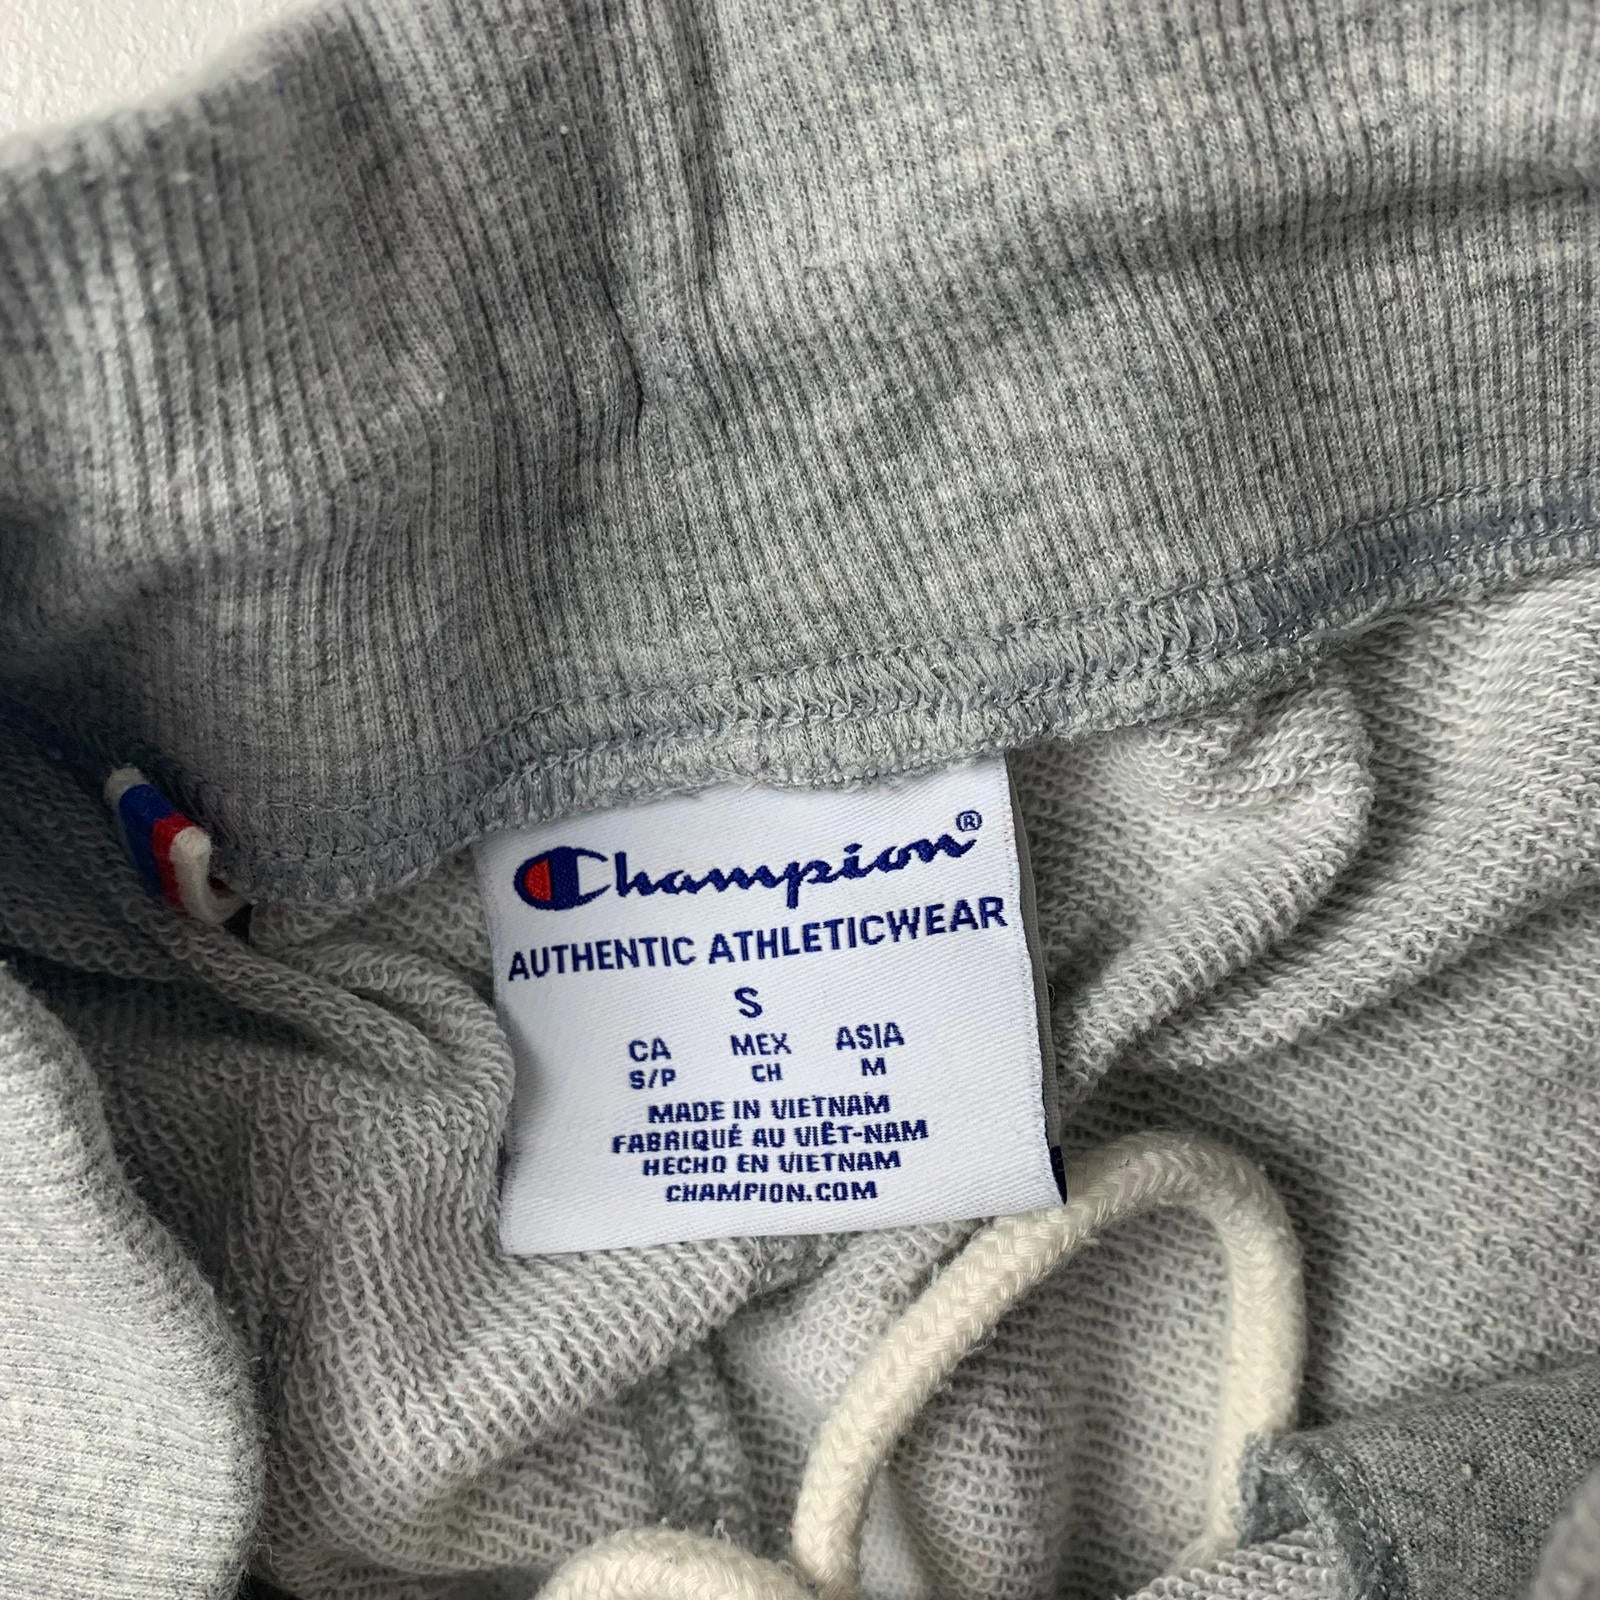 Champion®
AUTHENTIC ATHLETICWEAR
S
CA MEX ASIA
S/P CH M
MADE IN VIETNAM
FABRIQUÉ AU VIÊT-NAM
HECHO EN VIETNAM
CHAMPION.COM